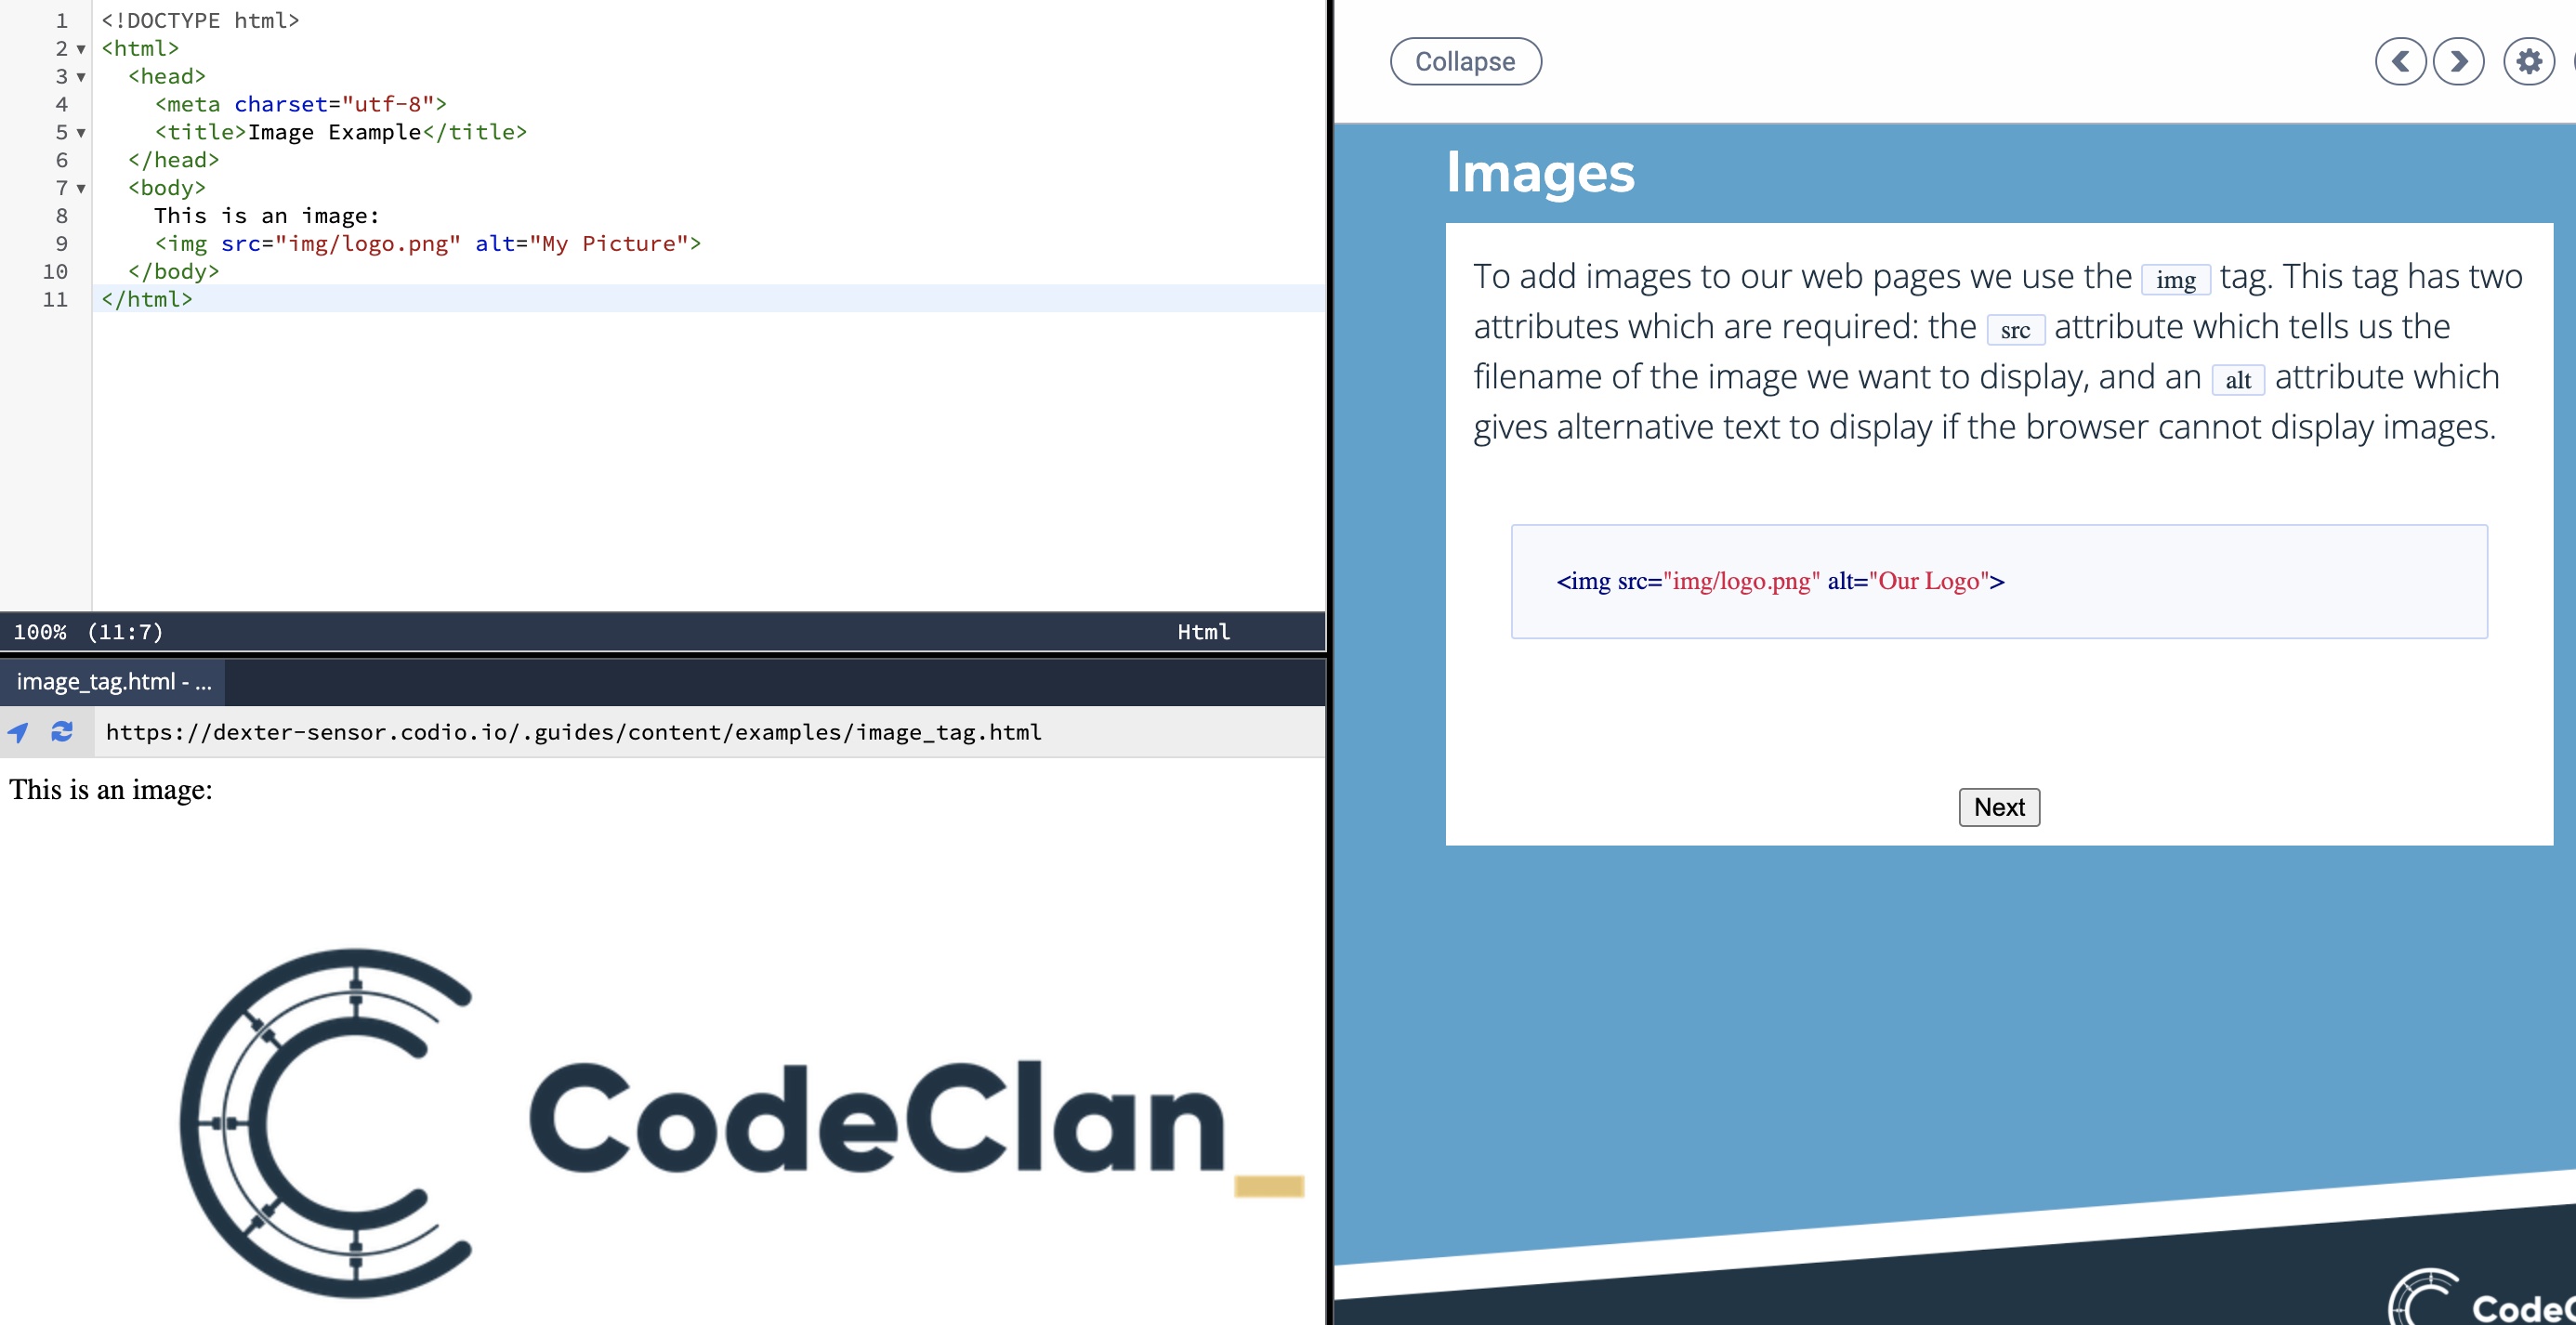 1 <!DOCTYPE html>
2 <html>
3 <head>
4 <meta charset="utf-8">
5 <title>Image Example</title>
6 </head>
7 <body>
8 This is an image:
9 <img src="img/logo.png" alt="My Picture">
10 </body>
11 </html>
100% (11:7) Html
image_tag.html - ...
https://dexter-sensor.codio.io/.guides/content/examples/image_tag.html
This is an image:
CodeClan_
Collapse
Images
To add images to our web pages we use the img tag. This tag has two
attributes which are required: the src attribute which tells us the
filename of the image we want to display, and an alt attribute which
gives alternative text to display if the browser cannot display images.
<img src="img/logo.png" alt="Our Logo">
Next
CodeC